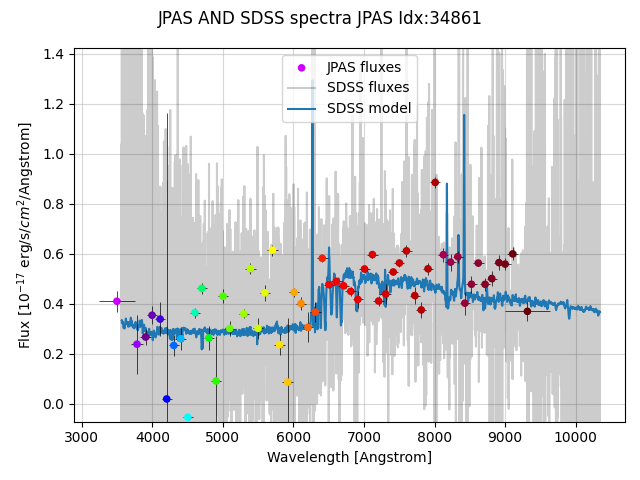 JPAS AND SDSS spectra JPAS Idx:34861
JPAS fluxes
SDSS fluxes
SDSS model
1.4
1.2
1.0
0.8
0.6
0.4
0.2
0.0
Flux [10⁻¹⁷ erg/s/cm²/Angstrom]
3000 4000 5000 6000 7000 8000 9000 10000
Wavelength [Angstrom]